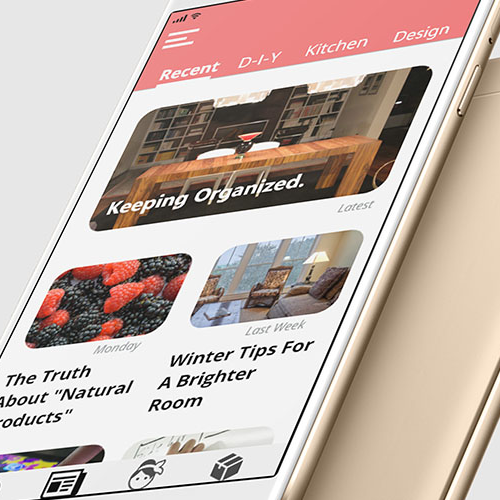 Recent D-I-Y Kitchen Design
Keeping Organized.
Latest
Monday
The Truth
About "Natural
Products"
Last Week
Winter Tips For
A Brighter
Room